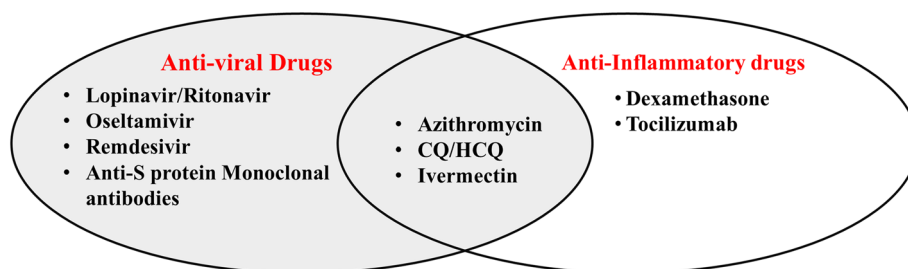 Anti-viral Drugs
• Lopinavir/Ritonavir
• Oseltamivir
• Remdesivir
• Anti-S protein Monoclonal
antibodies
• Azithromycin
• CQ/HCQ
• Ivermectin
Anti-Inflammatory drugs
• Dexamethasone
• Tocilizumab